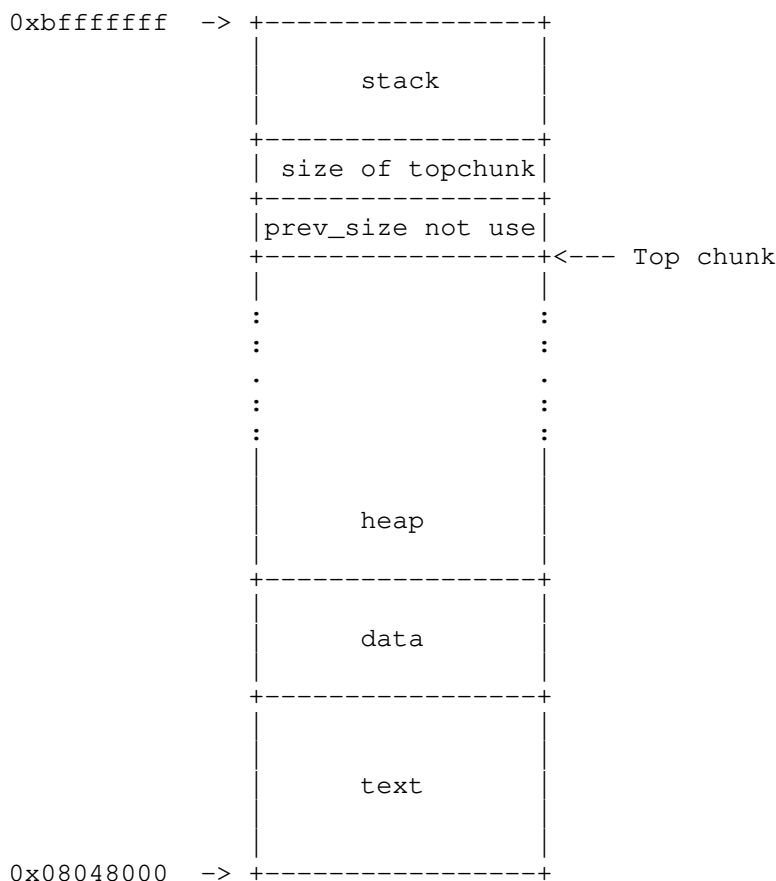 0xbfffffff -> +-----------------+
| |
| stack |
| |
+-----------------+
| size of topchunk|
+-----------------+
|prev_size not use|
+-----------------+<--- Top chunk
| |
: :
: :
. .
: :
: :
| |
| heap |
| |
+-----------------+
| |
| data |
| |
+-----------------+
| |
| text |
| |
0x08048000 -> +-----------------+